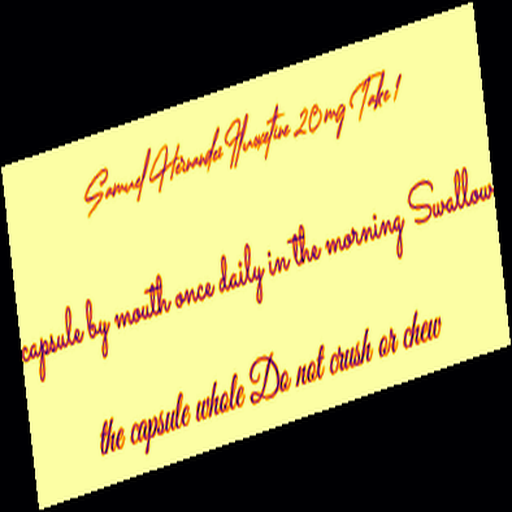 Samuel Hernandez Fluoxetine 20 mg Take 1
capsule by mouth once daily in the morning Swallow
the capsule whole Do not crush or chew